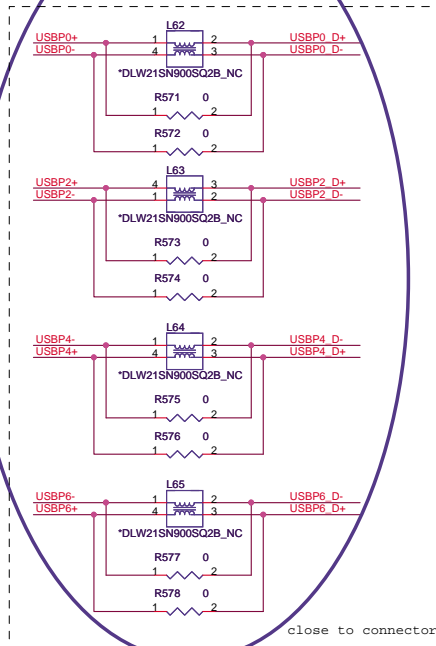 L62
USBP0+ 1 2 USBP0_D+
USBP0- 4 3 USBP0_D-
*DLW21SN900SQ2B_NC
R571 0
1 2
R572 0
1 2
L63
USBP2+ 4 3 USBP2_D+
USBP2- 1 2 USBP2_D-
*DLW21SN900SQ2B_NC
R573 0
1 2
R574 0
1 2
L64
USBP4- 1 2 USBP4_D-
USBP4+ 4 3 USBP4_D+
*DLW21SN900SQ2B_NC
R575 0
1 2
R576 0
1 2
L65
USBP6- 1 2 USBP6_D-
USBP6+ 4 3 USBP6_D+
*DLW21SN900SQ2B_NC
R577 0
1 2
R578 0
1 2
close to connector